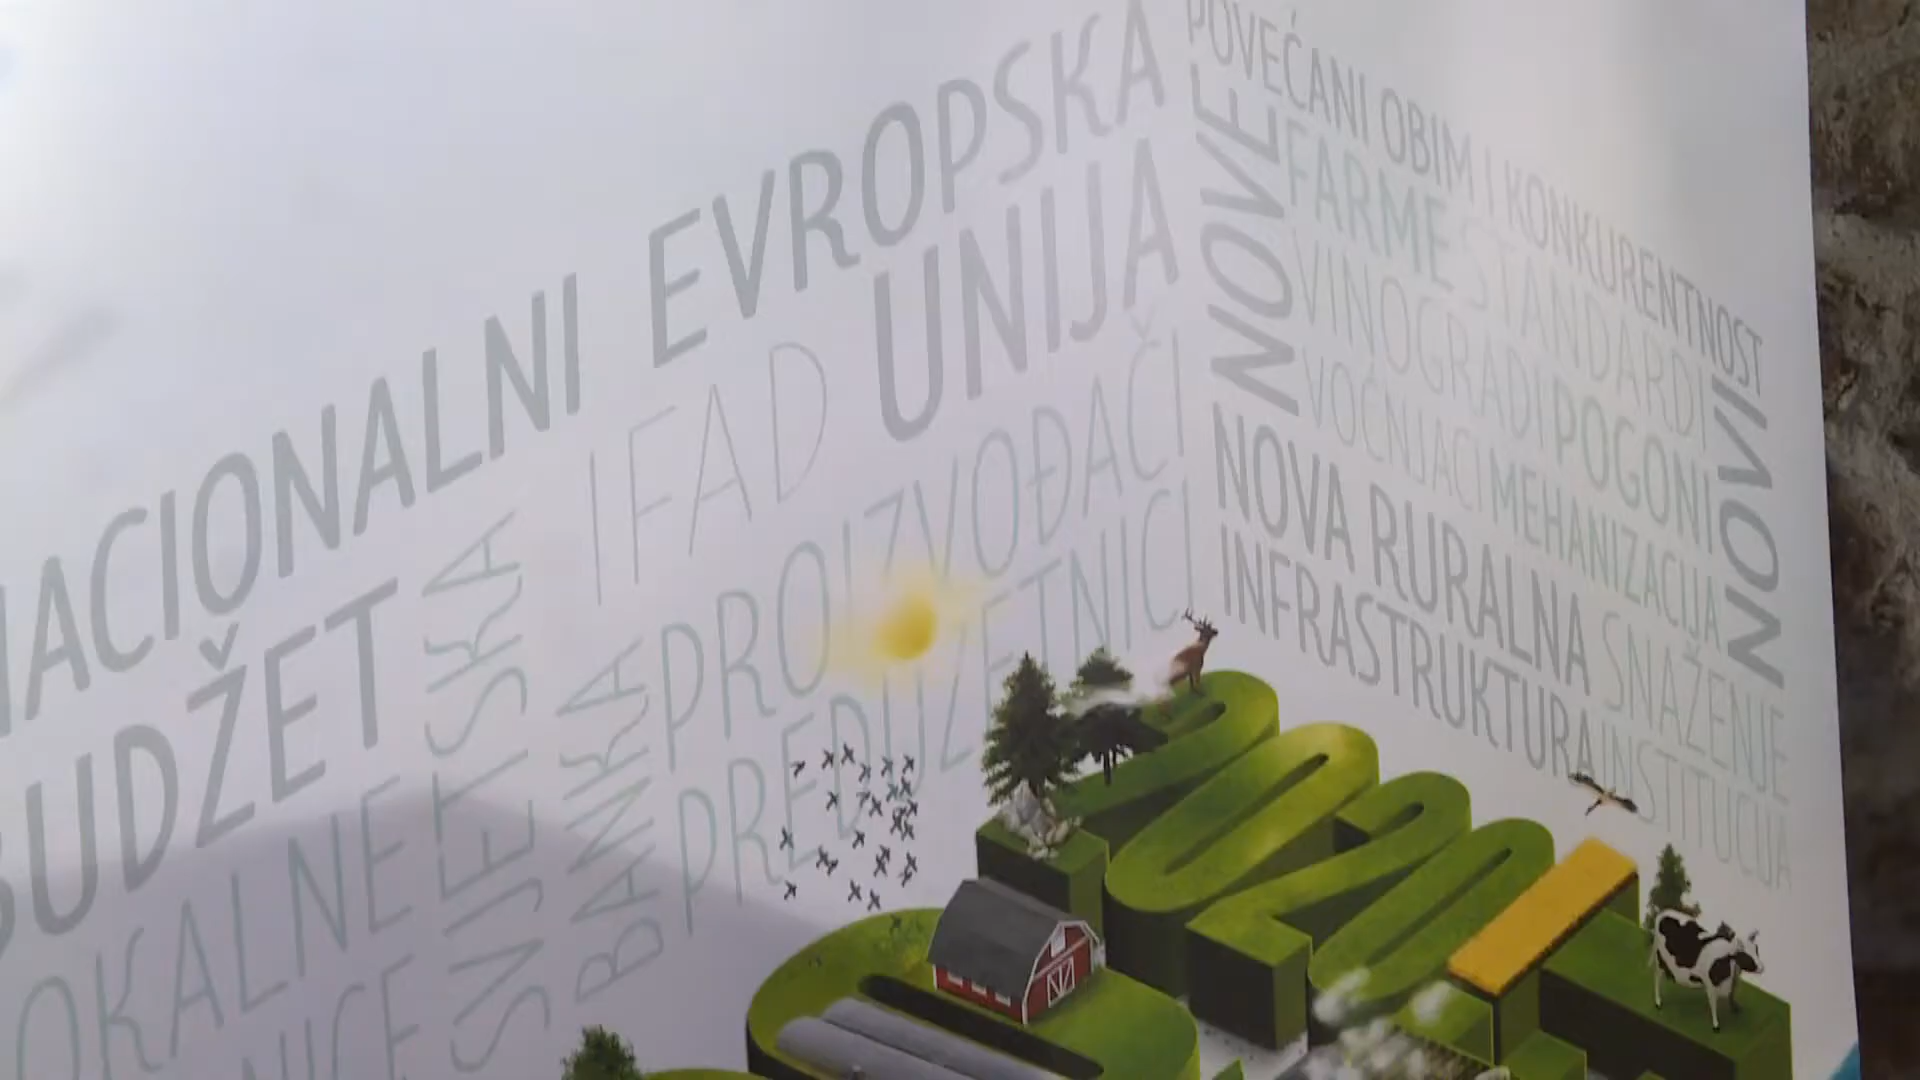 NACIONALNI EVROPSKA
BUDŽET
UNIJA
IFAD
SVJETSKA
BANKA
PROIZVOĐAČI
PREDUZETNICI
LOKALNE
POVEĆANI OBIM I KONKURENTNOST
NOVE
FARME STANDARDI
VINOGRADI POGONI
VOĆNJACI MEHANIZACIJA
NOVI
NOVA RURALNA SNAŽENJE
INFRASTRUKTURA INSTITUCIJA